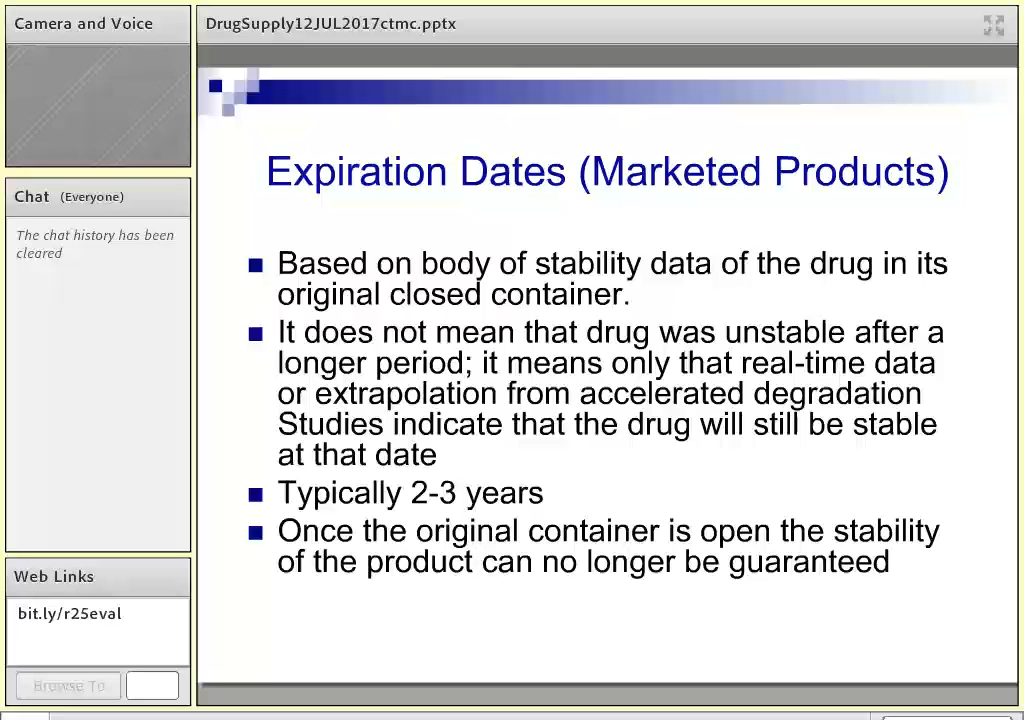 Camera and Voice
DrugSupply12JUL2017ctmc.pptx
Chat (Everyone)
The chat history has been
cleared
Web Links
bit.ly/r25eval
Browse To
Expiration Dates (Marketed Products)
Based on body of stability data of the drug in its
original closed container.
It does not mean that drug was unstable after a
longer period; it means only that real-time data
or extrapolation from accelerated degradation
Studies indicate that the drug will still be stable
at that date
Typically 2-3 years
Once the original container is open the stability
of the product can no longer be guaranteed